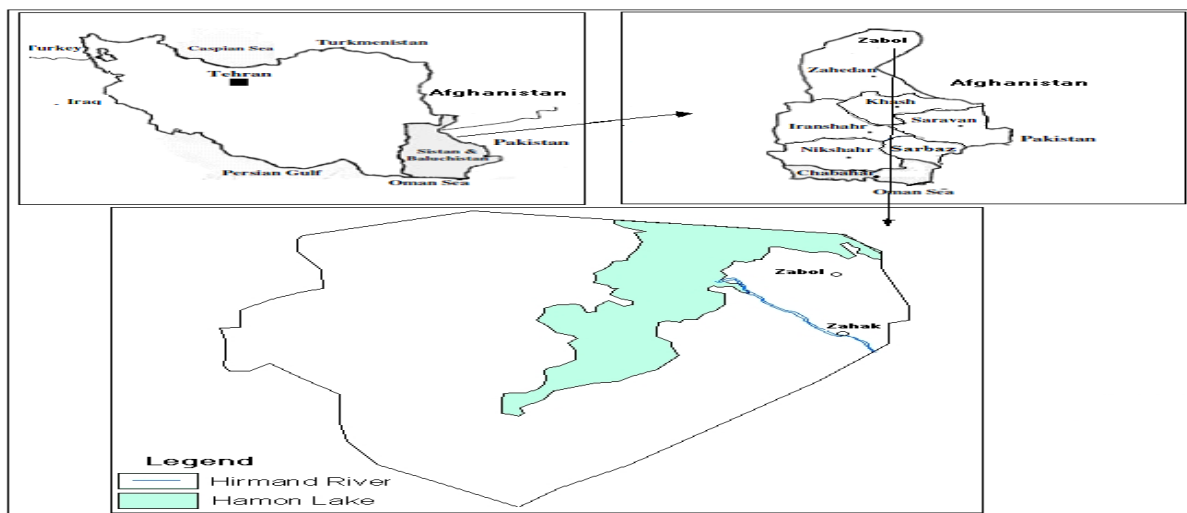 Turkey
Caspian Sea
Turkmenistan
Tehran
Iraq
Afghanistan
Pakistan
Sistan &
Baluchistan
Persian Gulf
Oman Sea
Zabol
Zahedan
Afghanistan
Khash
Saravan
Iranshahr
Pakistan
Nikshahr
Sarbaz
Chabahar
Oman Sea
Zabol
Zahak
Legend
Hirmand River
Hamon Lake